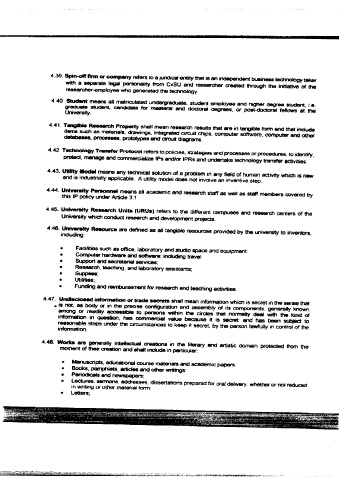 4.39. Spin-off firm or company refers to a juridical entity that is an independent business technology taker
with a separate legal personality from CvSU and researcher created through the initiative of the
researcher-employee who generated the technology
4.40 Student means all matriculated undergraduate, student employee and higher degree student, i.e.
graduate student, candidate for masteral and doctoral degrees, or post-doctoral fellows at the
University.
4.41. Tangible Research Property shall mean research results that are in tangible form and that include
items such as materials, drawings, integrated circuit chips, computer software, computer and other
databases, processes, prototypes and circuit diagrams.
4.42 Technology Transfer Protocol refers to policies, strategies and processes or procedures, to identify,
protect, manage and commercialize IPs and/or IPRs and undertake technology transfer activities.
4.43. Utility Model means any technical solution of a problem in any field of human activity which is new
and is industrially applicable. A utility model does not involve an inventive step.
4.44. University Personnel means all academic and research staff as well as staff members covered by
this IP policy under Article 3.1
4.45. University Research Units (URUs) refers to the different campuses and research centers of the
University which conduct research and development projects.
4.46. University Resource are defined as all tangible resources provided by the university to inventors,
including:
• Facilities such as office, laboratory and studio space and equipment:
• Computer hardware and software; including travel
• Support and secretarial services;
• Research, teaching, and laboratory assistants;
• Supplies;
• Utilities;
• Funding and reimbursement for research and teaching activities
4.47. Undisclosed information or trade secrets shall mean information which is secret in the sense that
is not, as body or in the precise configuration and assembly of its components, generally known
among or readily accessible to persons within the circles that normally deal with the kind of
information in question; has commercial value because it is secret; and has been subject to
reasonable steps under the circumstances to keep it secret, by the person lawfully in control of the
information.
4.48. Works are generally intellectual creations in the literary and artistic domain protected from the
moment of their creation and shall include in particular:
• Manuscripts, educational course materials and academic papers
• Books, pamphlets, articles and other writings:
• Periodicals and newspapers;
• Lectures, sermons, addresses, dissertations prepared for oral delivery, whether or not reduced
in writing or other material form;
• Letters;